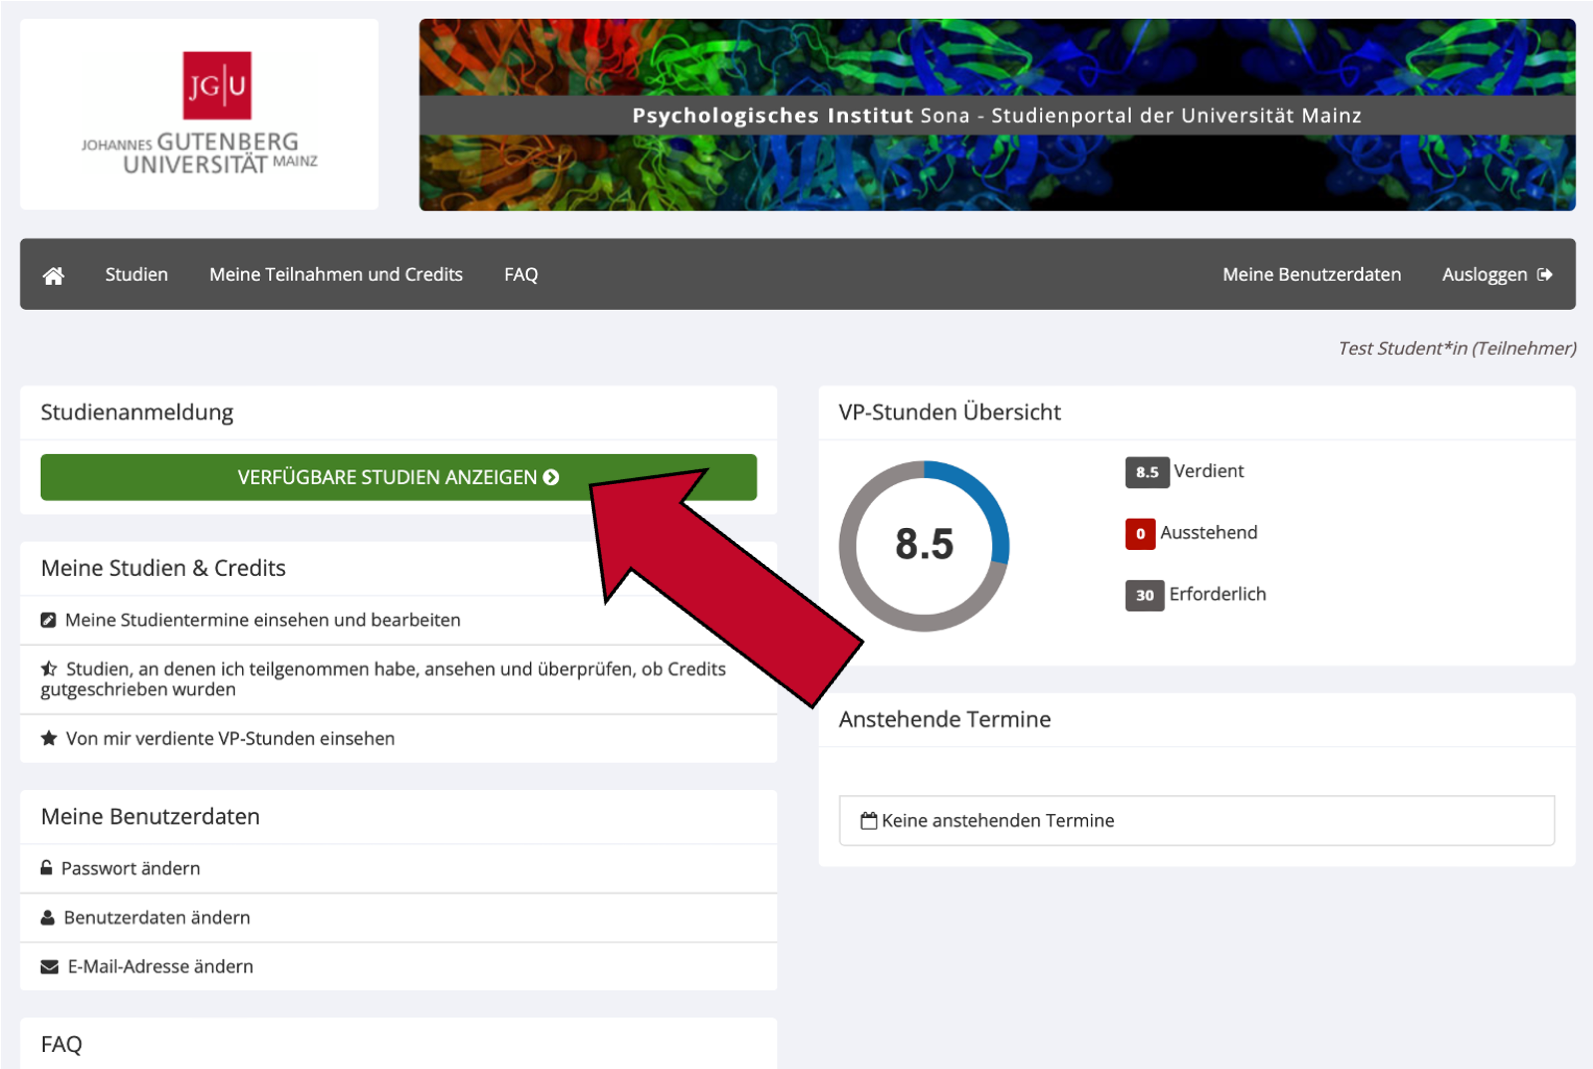 JG|U
JOHANNES GUTENBERG
UNIVERSITÄT MAINZ
Psychologisches Institut Sona - Studienportal der Universität Mainz
Studien
Meine Teilnahmen und Credits
FAQ
Meine Benutzerdaten
Ausloggen
Test Student*in (Teilnehmer)
Studienanmeldung
VERFÜGBARE STUDIEN ANZEIGEN
Meine Studien & Credits
Meine Studientermine einsehen und bearbeiten
Studien, an denen ich teilgenommen habe, ansehen und überprüfen, ob Credits
gutgeschrieben wurden
Von mir verdiente VP-Stunden einsehen
Meine Benutzerdaten
Passwort ändern
Benutzerdaten ändern
E-Mail-Adresse ändern
FAQ
VP-Stunden Übersicht
8.5
8.5 Verdient
0 Ausstehend
30 Erforderlich
Anstehende Termine
Keine anstehenden Termine